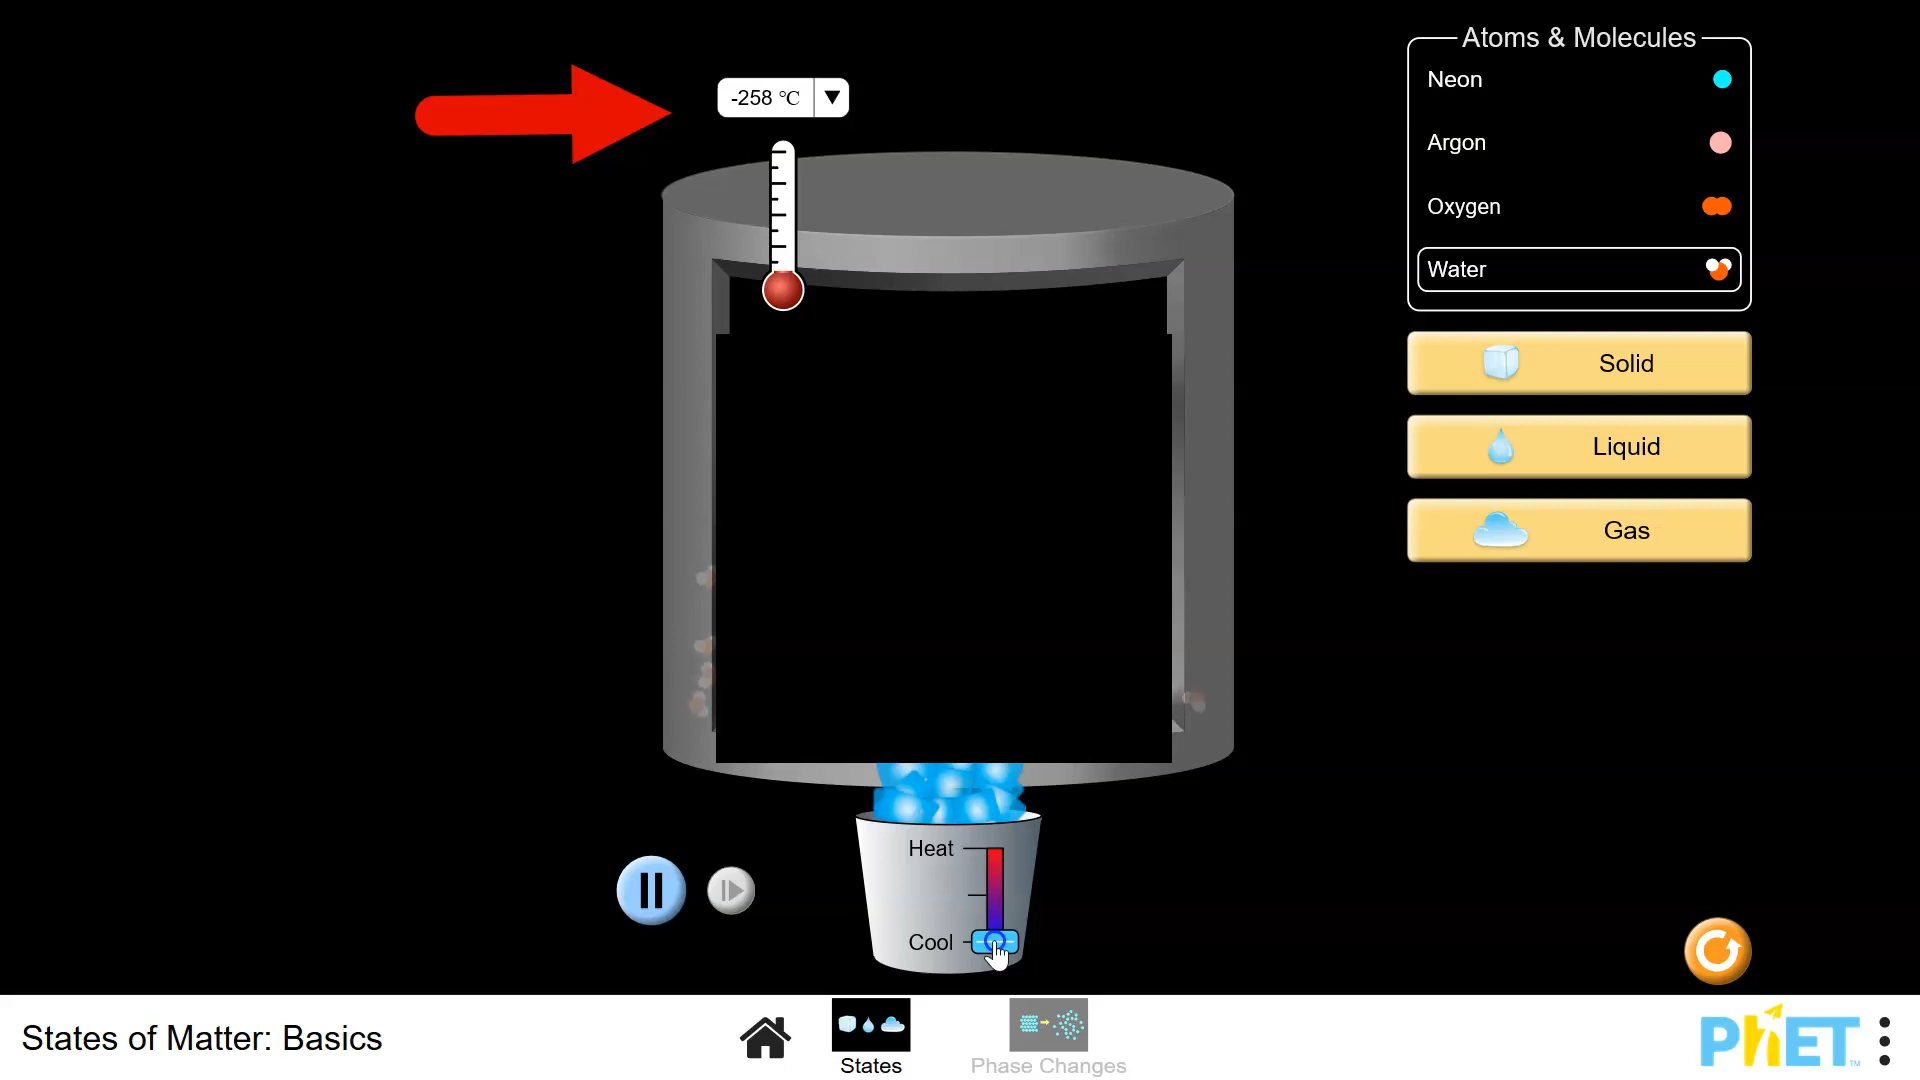 Atoms & Molecules
-258 °C
Neon
Argon
Oxygen
Water
Solid
Liquid
Gas
Heat
Cool
States of Matter: Basics
States
Phase Changes
PhET™